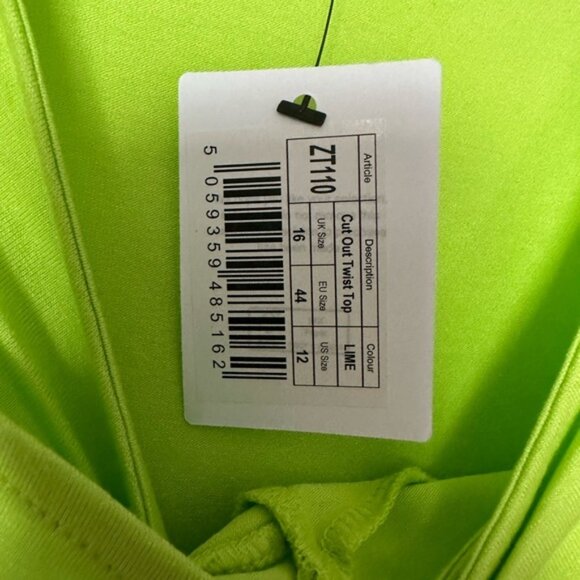 Article Description Colour
ZT110 Cut Out Twist Top LIME
UK Size EU Size US Size
16 44 12
5 059359 485162